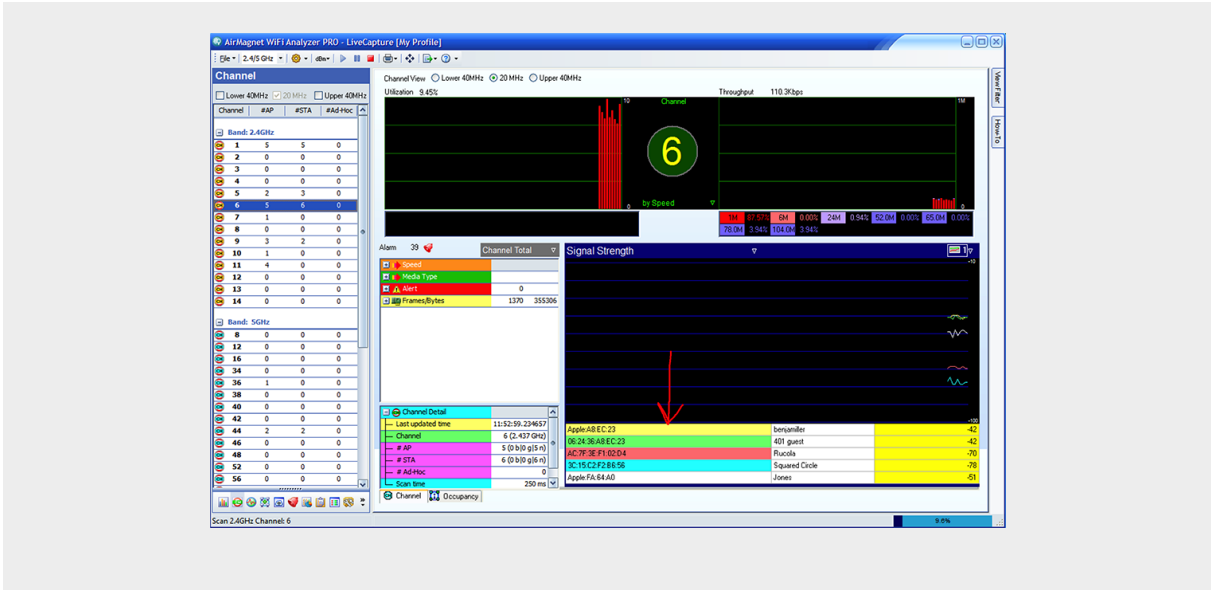 AirMagnet WiFi Analyzer PRO - LiveCapture [My Profile]
File 2.4/5 GHz dBm
Channel
Lower 40MHz 20 MHz Upper 40MHz
Channel #AP #STA #Ad-Hoc
Band: 2.4GHz
1 5 5 0
2 0 0 0
3 0 0 0
4 0 0 0
5 2 3 0
6 5 6 0
7 1 0 0
8 0 0 0
9 3 2 0
10 1 0 0
11 4 0 0
12 0 0 0
13 0 0 0
14 0 0 0
Band: 5GHz
8 0 0 0
12 0 0 0
16 0 0 0
34 0 0 0
36 1 0 0
38 0 0 0
40 0 0 0
42 0 0 0
44 2 2 0
46 0 0 0
48 0 0 0
52 0 0 0
56 0 0 0
Scan 2.4GHz Channel: 6
Channel View Lower 40MHz 20 MHz Upper 40MHz
Utilization 9.45% Throughput 110.3Kbps
10 Channel 1M
6
0 by Speed 0
1M 87.57% 6M 0.00% 24M 0.94% 52.0M 0.00% 65.0M 0.00%
78.0M 3.94% 104.0M 3.94%
Alarm 39 Channel Total
Speed
Media Type
Alert 0
Frames/Bytes 1370 355306
Channel Detail
Last updated time 11:52:59.234657
Channel 6 (2.437 GHz)
# AP 5 (0 b|0 g|5 n)
# STA 6 (0 b|0 g|6 n)
# Ad-Hoc 0
Scan time 250 ms
Channel Occupancy
Signal Strength 1
-10
-100
Apple:A8:EC:23 benjamiller -42
06:24:36:A8:EC:23 401 guest -42
AC:7F:3E:F1:02:D4 Rucola -70
3C:15:C2:F2:B6:56 Squared Circle -78
Apple:FA:64:A0 Jones -51
View Filter
How-To
9.8%